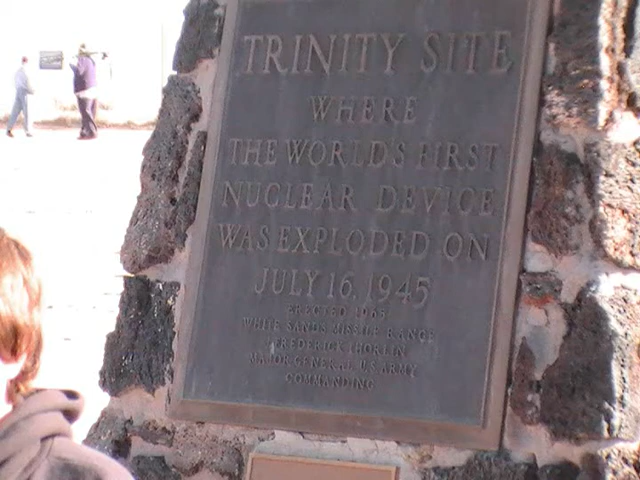 TRINITY SITE
WHERE
THE WORLD'S FIRST
NUCLEAR DEVICE
WAS EXPLODED ON
JULY 16, 1945
ERECTED 1965
WHITE SANDS MISSILE RANGE
J FREDERICK THORLIN
MAJOR GENERAL U.S. ARMY
COMMANDING